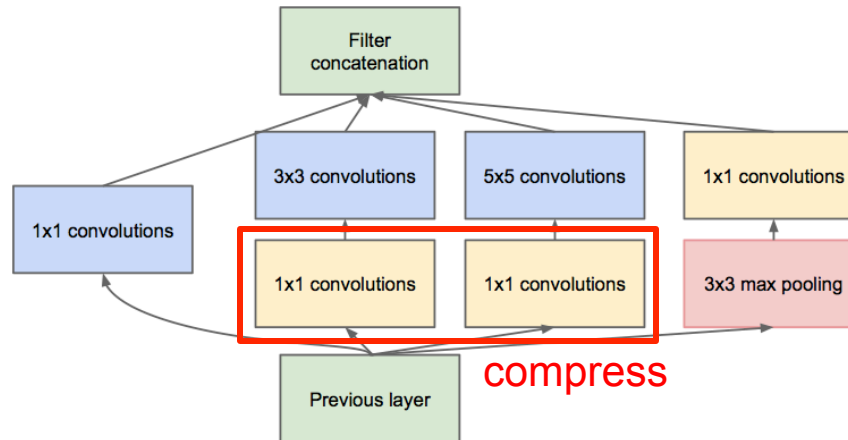 Filter
concatenation
3x3 convolutions
5x5 convolutions
1x1 convolutions
1x1 convolutions
1x1 convolutions
1x1 convolutions
3x3 max pooling
compress
Previous layer